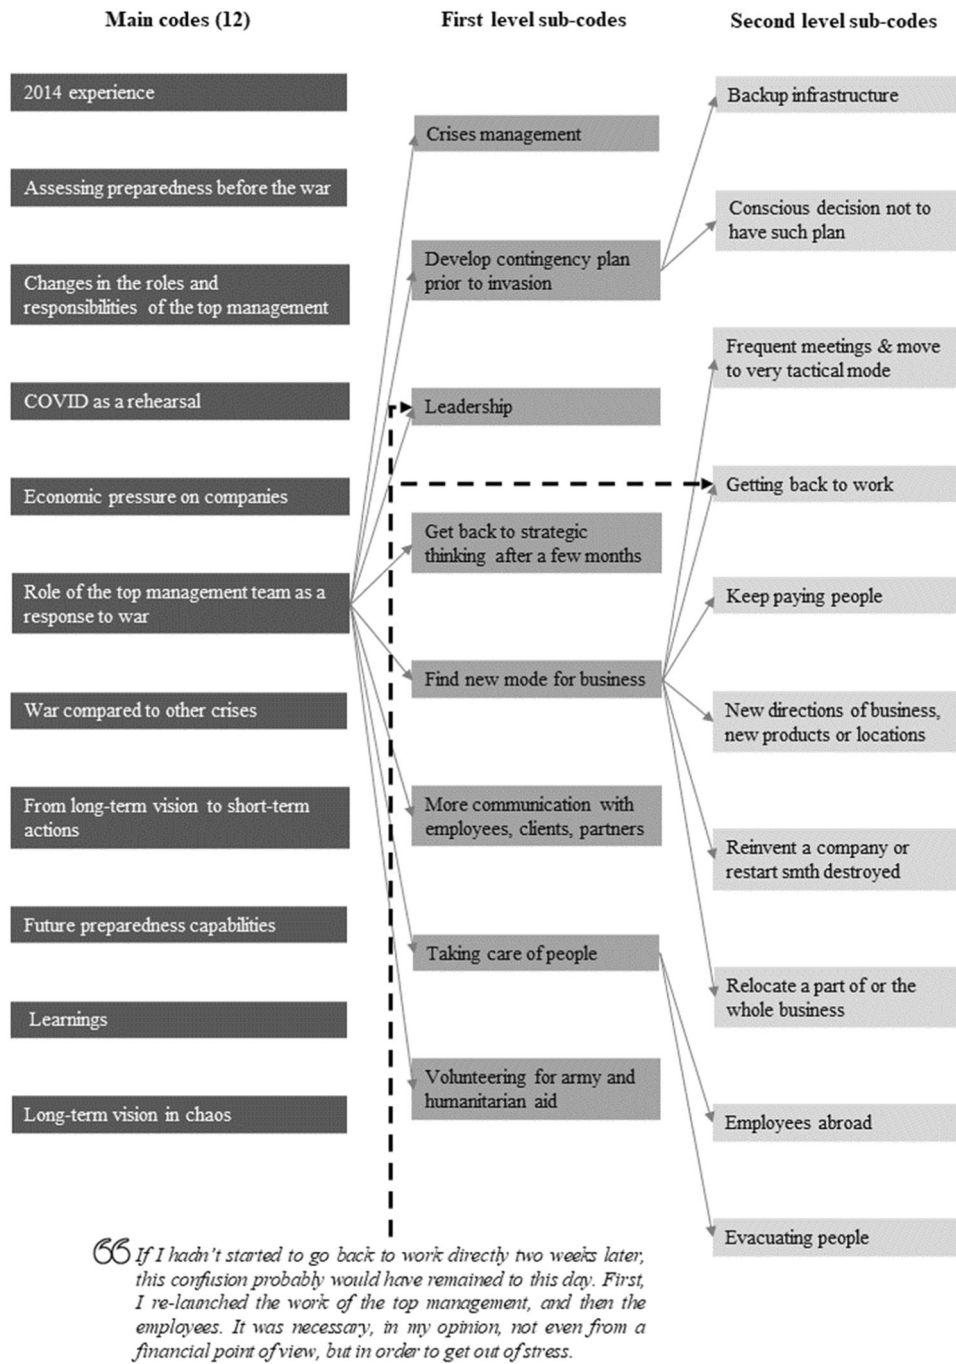 Main codes (12)
First level sub-codes
Second level sub-codes
2014 experience
Assessing preparedness before the war
Changes in the roles and
responsibilities of the top management
COVID as a rehearsal
Economic pressure on companies
Role of the top management team as a
response to war
War compared to other crises
From long-term vision to short-term
actions
Future preparedness capabilities
Learnings
Long-term vision in chaos
Crises management
Develop contingency plan
prior to invasion
Leadership
Get back to strategic
thinking after a few months
Find new mode for business
More communication with
employees, clients, partners
Taking care of people
Volunteering for army and
humanitarian aid
Backup infrastructure
Conscious decision not to
have such plan
Frequent meetings & move
to very tactical mode
Getting back to work
Keep paying people
New directions of business,
new products or locations
Reinvent a company or
restart smth destroyed
Relocate a part of or the
whole business
Employees abroad
Evacuating people
“ If I hadn't started to go back to work directly two weeks later,
this confusion probably would have remained to this day. First,
I re-launched the work of the top management, and then the
employees. It was necessary, in my opinion, not even from a
financial point of view, but in order to get out of stress.